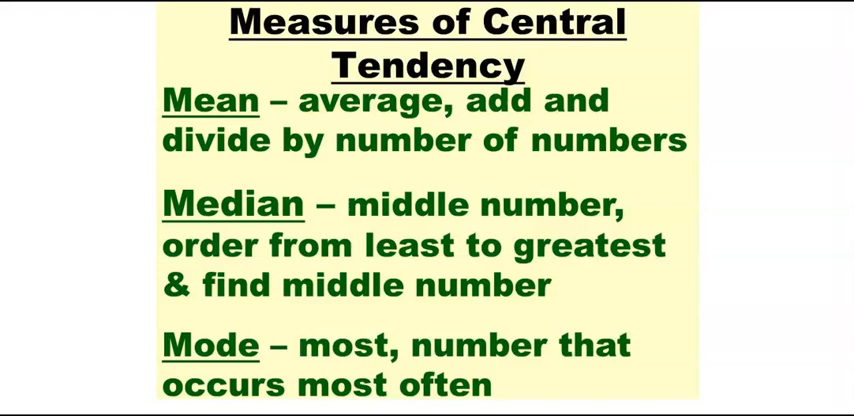 Measures of Central
Tendency
Mean – average, add and
divide by number of numbers
Median – middle number,
order from least to greatest
& find middle number
Mode – most, number that
occurs most often